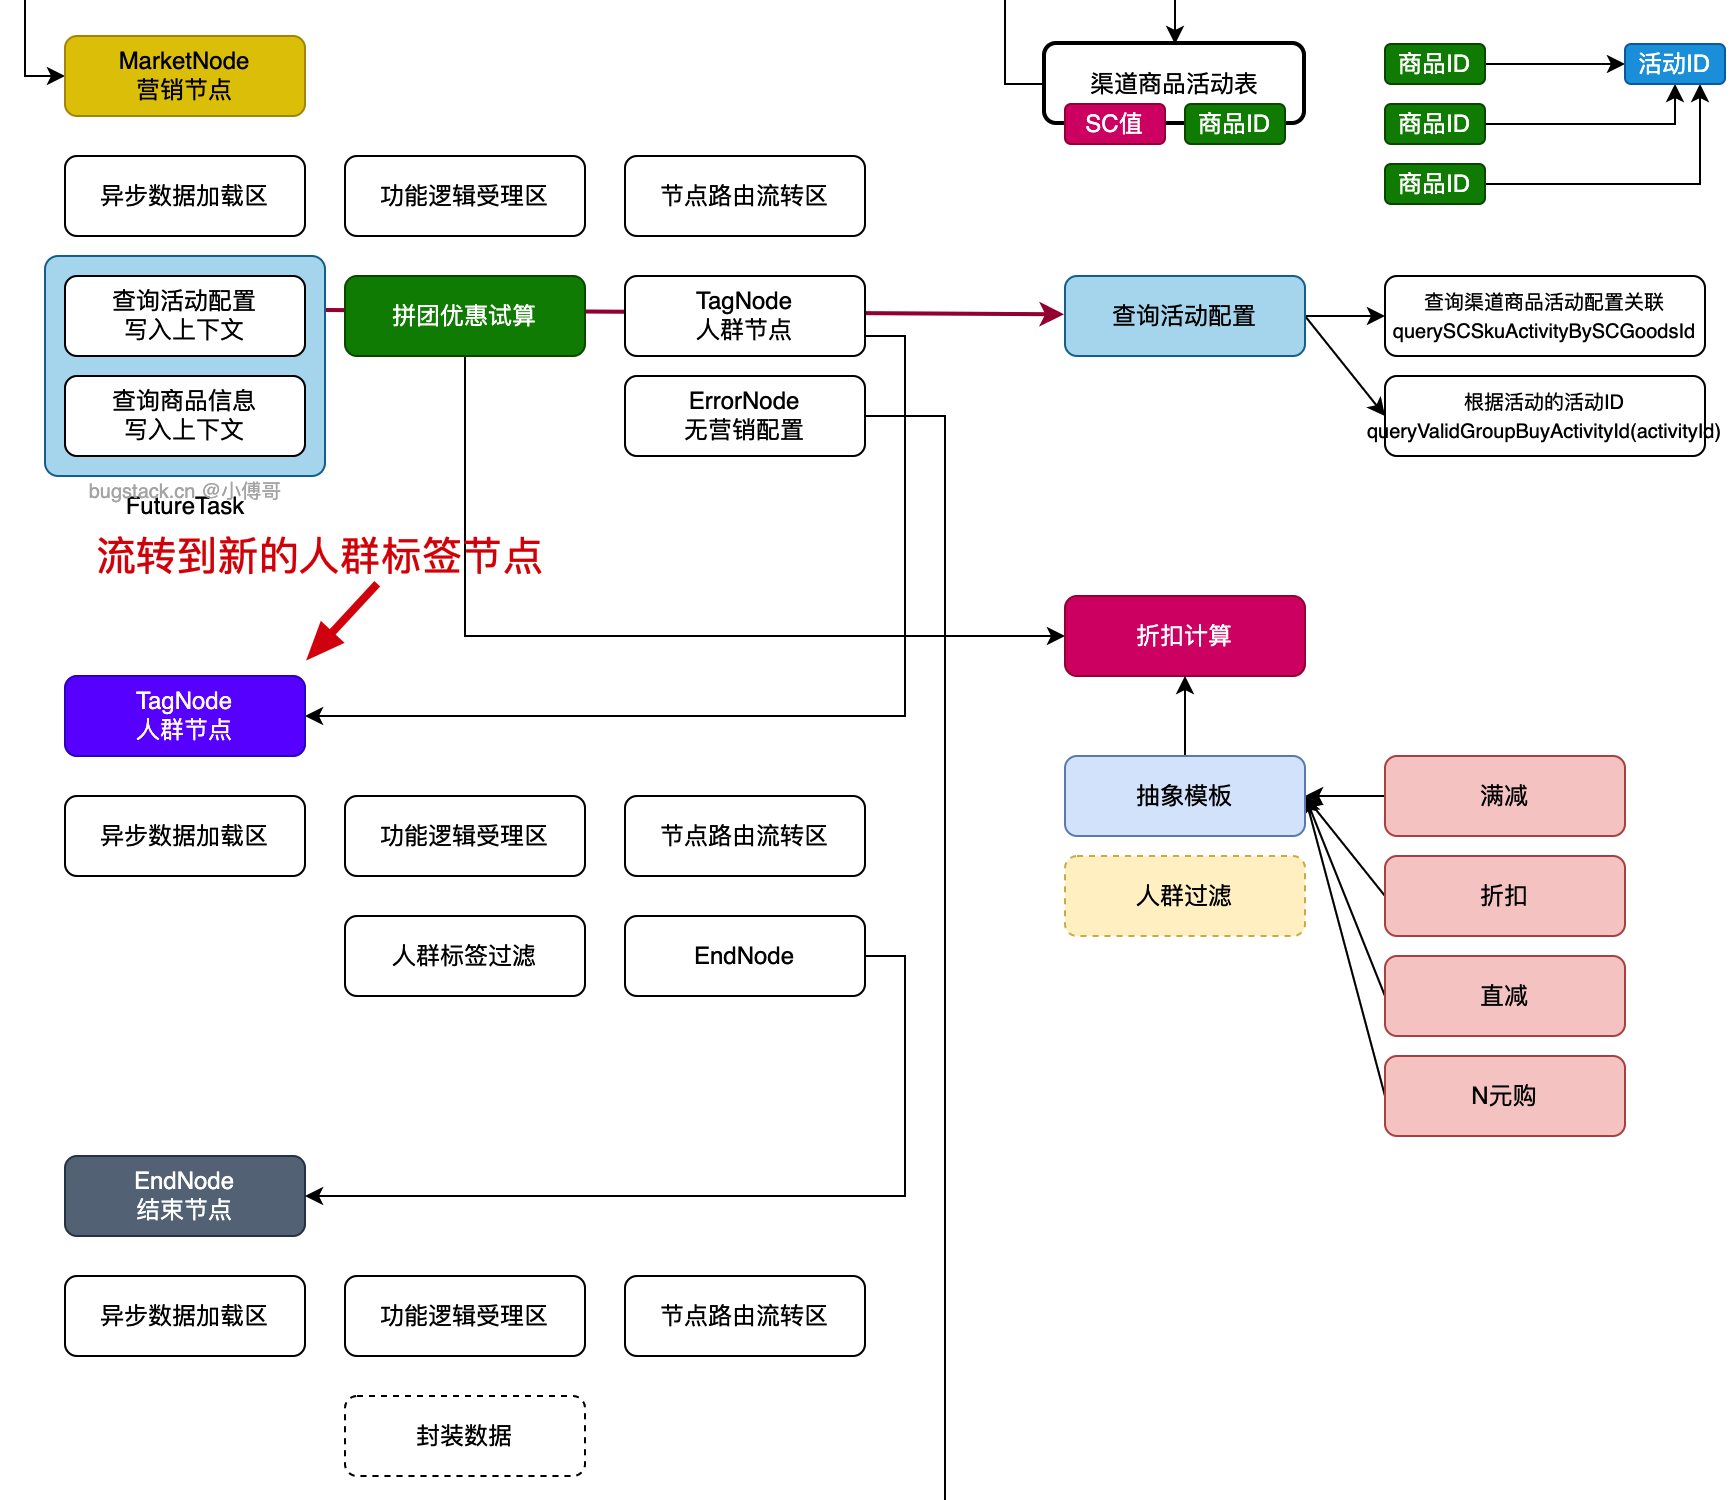 MarketNode
营销节点
渠道商品活动表
SC值
商品ID
商品ID
活动ID
商品ID
商品ID
异步数据加载区
功能逻辑受理区
节点路由流转区
查询活动配置
写入上下文
拼团优惠试算
TagNode
人群节点
查询活动配置
查询渠道商品活动配置关联
querySCSkuActivityBySCGoodsId
查询商品信息
写入上下文
ErrorNode
无营销配置
根据活动的活动ID
queryValidGroupBuyActivityId(activityId)
bugstack.cn @小傅哥
FutureTask
流转到新的人群标签节点
折扣计算
TagNode
人群节点
抽象模板
满减
异步数据加载区
功能逻辑受理区
节点路由流转区
人群过滤
折扣
人群标签过滤
EndNode
直减
N元购
EndNode
结束节点
异步数据加载区
功能逻辑受理区
节点路由流转区
封装数据